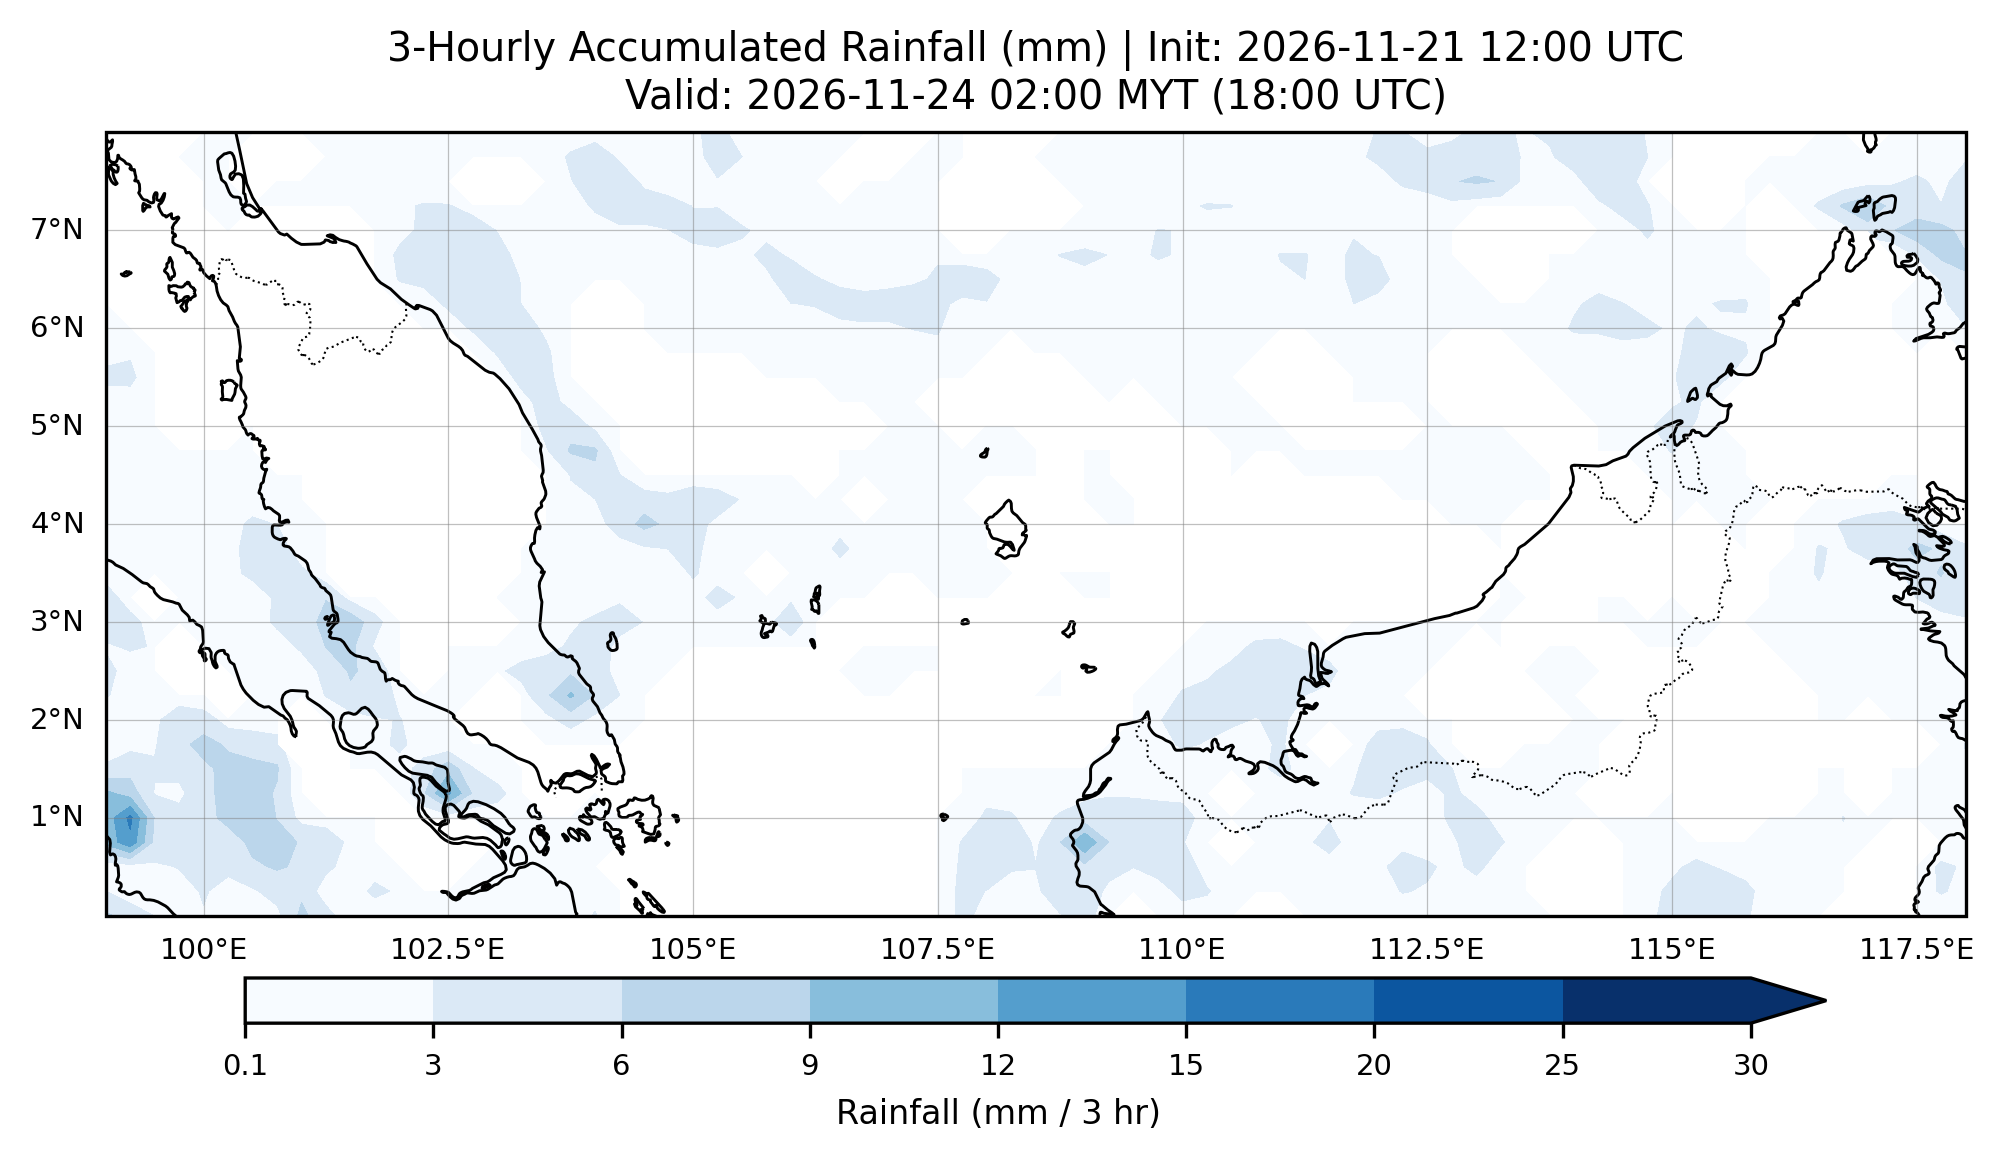 3-Hourly Accumulated Rainfall (mm) | Init: 2026-11-21 12:00 UTC
Valid: 2026-11-24 02:00 MYT (18:00 UTC)
7°N
6°N
5°N
4°N
3°N
2°N
1°N
100°E 102.5°E 105°E 107.5°E 110°E 112.5°E 115°E 117.5°E
0.1 3 6 9 12 15 20 25 30
Rainfall (mm / 3 hr)